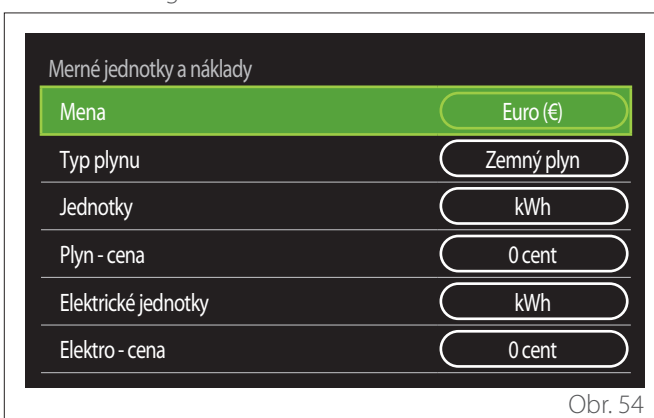 Merné jednotky a náklady
Mena Euro (€)
Typ plynu Zemný plyn
Jednotky kWh
Plyn - cena 0 cent
Elektrické jednotky kWh
Elektro - cena 0 cent
Obr. 54